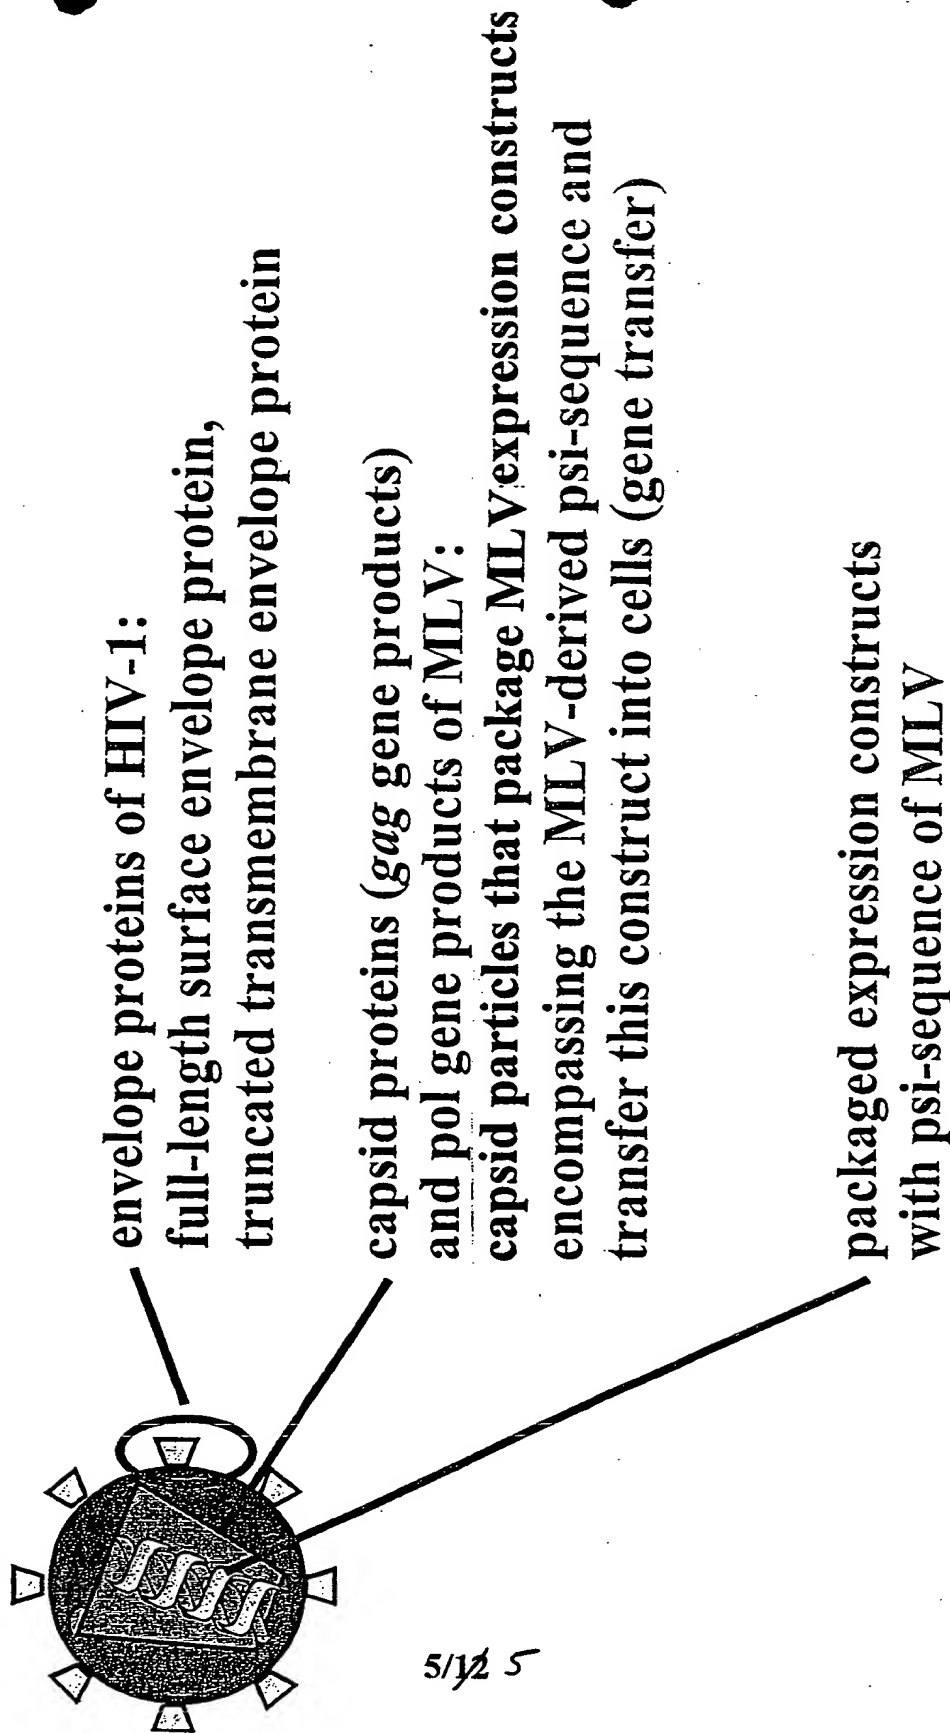 envelope proteins of HIV-1:
full-length surface envelope protein,
truncated transmembrane envelope protein
capsid proteins (gag gene products)
and pol gene products of MLV:
capsid particles that package MLV expression constructs
encompassing the MLV-derived psi-sequence and
transfer this construct into cells (gene transfer)
packaged expression constructs
with psi-sequence of MLV
5/12 5